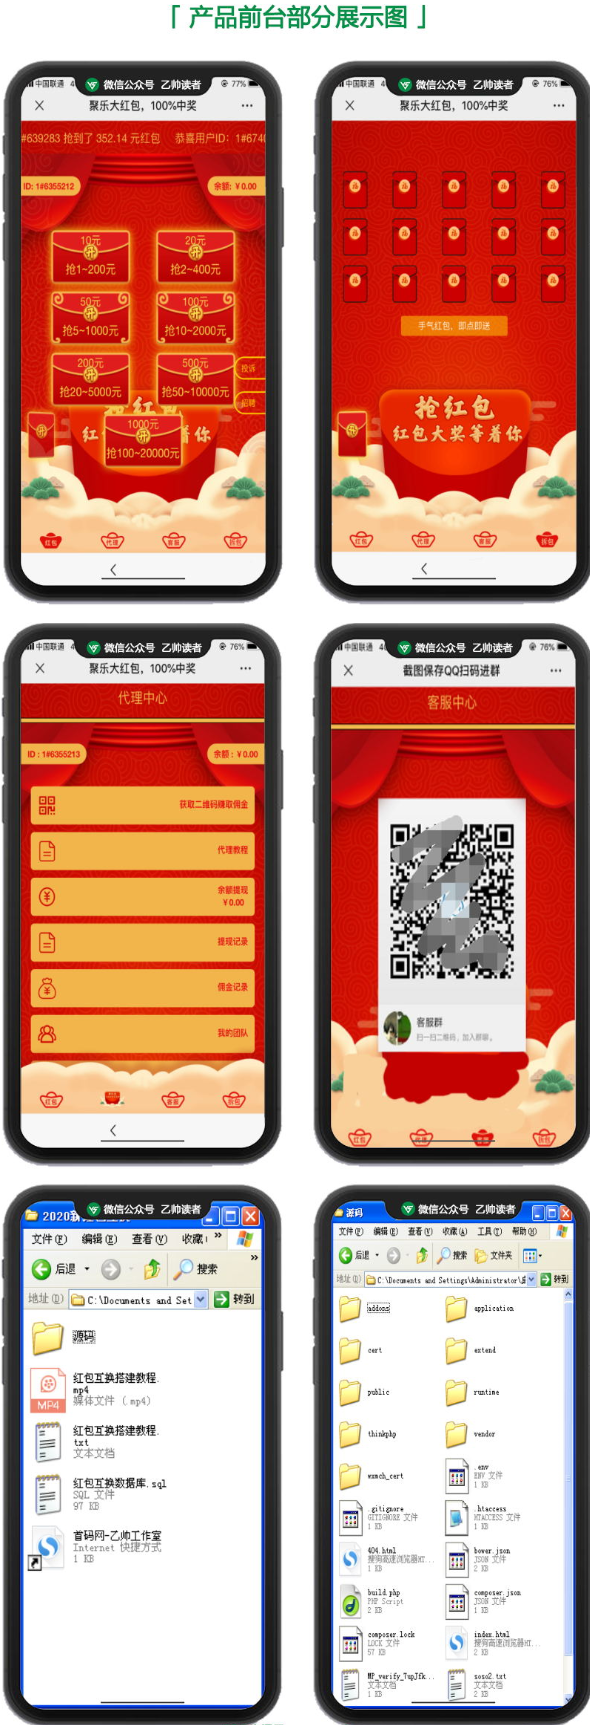 「 产品前台部分展示图 」
中国联通 4
微信公众号 乙帅读者
77%
聚乐大红包，100%中奖
#639283 抢到了 352.14 元红包 恭喜用户ID：1#6740
ID: 1#6355212
余额: ￥0.00
10元
抢1~200元
20元
抢2~400元
50元
抢5~1000元
100元
抢10~2000元
200元
抢20~5000元
500元
抢50~10000元
投诉
招聘
1000元
抢100~20000元
红包
代理
客服
拆包
中国联通 4
微信公众号 乙帅读者
76%
聚乐大红包，100%中奖
手气红包，即点即送
抢红包
红包大奖等着你
红包
代理
客服
拆包
中国联通 4
微信公众号 乙帅读者
76%
聚乐大红包，100%中奖
代理中心
ID : 1#6355213
余额 : ￥0.00
获取二维码赚取佣金
代理教程
余额提现
￥0.00
提现记录
佣金记录
我的团队
红包
客服
拆包
中国联通 4
微信公众号 乙帅读者
76%
截图保存QQ扫码进群
客服中心
客服群
扫一扫二维码，加入群聊。
红包
代理
拆包
微信公众号 乙帅读者
文件(F) 编辑(E) 查看(V) 收藏
后退
搜索
地址(D) C:\Documents and Set 转到
源码
红包互换搭建教程.
mp4
媒体文件 (.mp4)
红包互换搭建教程.
txt
文本文档
红包互换数据库.sql
SQL 文件
97 KB
首码网-乙帅工作室
Internet 快捷方式
1 KB
源码
微信公众号 乙帅读者
文件(F) 编辑(E) 查看(V) 收藏(A) 工具(T) 帮助(H)
后退 搜索 文件夹
地址(D) C:\Documents and Settings\Administrator\ 转到
addons
application
cert
extend
public
runtime
thinkphp
vendor
wxmch_cert
.env
ENV 文件
1 KB
.gitignore
GITIGNORE 文件
1 KB
.htaccess
HTACCESS 文件
1 KB
404.html
搜狗高速浏览器HT...
1 KB
bower.json
JSON 文件
2 KB
build.php
PHP Script
2 KB
composer.json
JSON 文件
1 KB
composer.lock
LOCK 文件
57 KB
index.html
搜狗高速浏览器HT...
2 KB
MP_verify_7upJfk...
文本文档
1 KB
soso2.txt
文本文档
2 KB